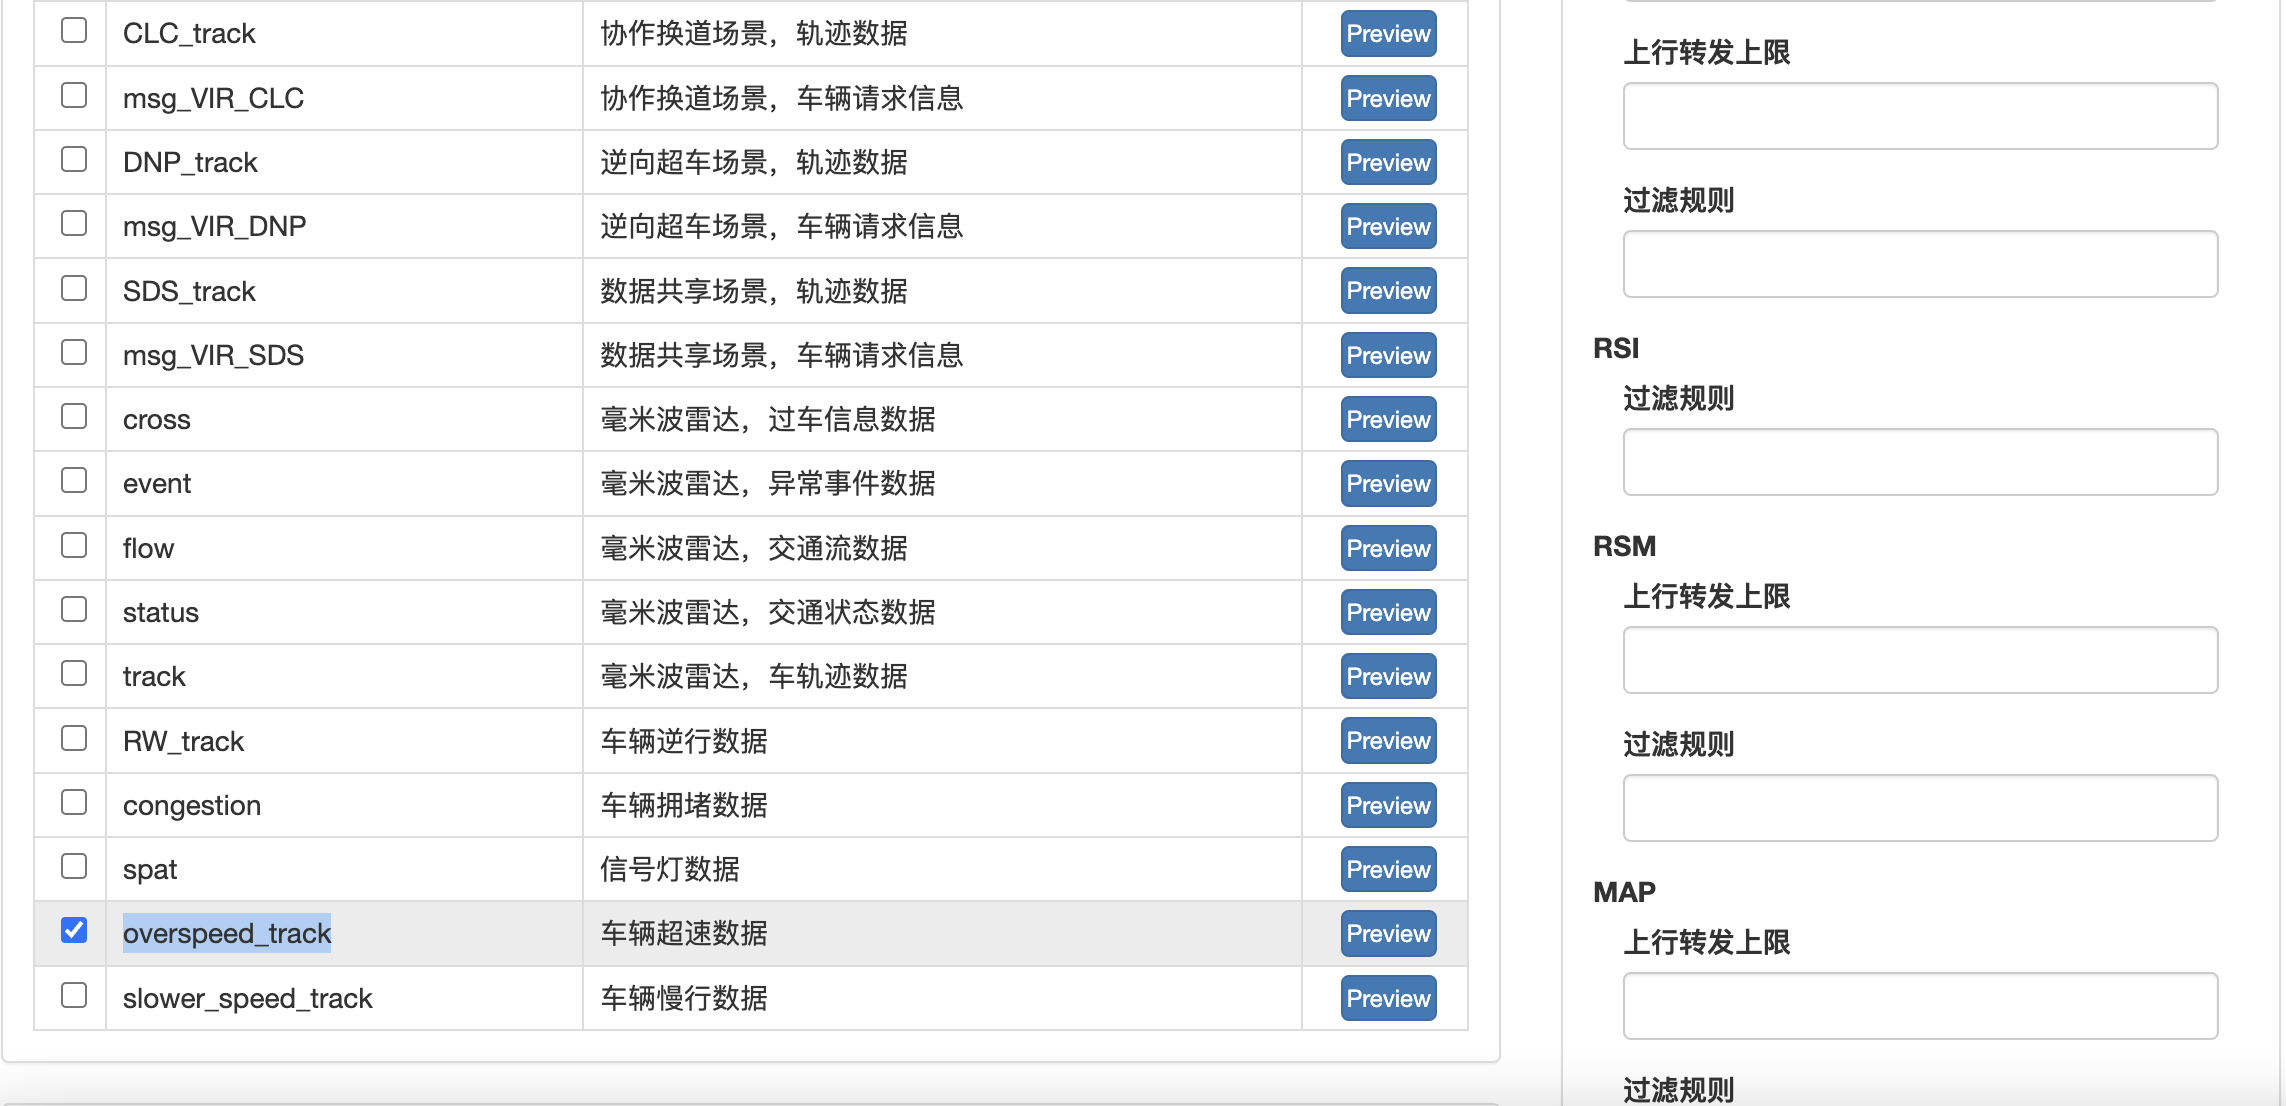 CLC_track 协作换道场景，轨迹数据 Preview
msg_VIR_CLC 协作换道场景，车辆请求信息 Preview
DNP_track 逆向超车场景，轨迹数据 Preview
msg_VIR_DNP 逆向超车场景，车辆请求信息 Preview
SDS_track 数据共享场景，轨迹数据 Preview
msg_VIR_SDS 数据共享场景，车辆请求信息 Preview
cross 毫米波雷达，过车信息数据 Preview
event 毫米波雷达，异常事件数据 Preview
flow 毫米波雷达，交通流数据 Preview
status 毫米波雷达，交通状态数据 Preview
track 毫米波雷达，车轨迹数据 Preview
RW_track 车辆逆行数据 Preview
congestion 车辆拥堵数据 Preview
spat 信号灯数据 Preview
overspeed_track 车辆超速数据 Preview
slower_speed_track 车辆慢行数据 Preview
上行转发上限
过滤规则
RSI
过滤规则
RSM
上行转发上限
过滤规则
MAP
上行转发上限
过滤规则